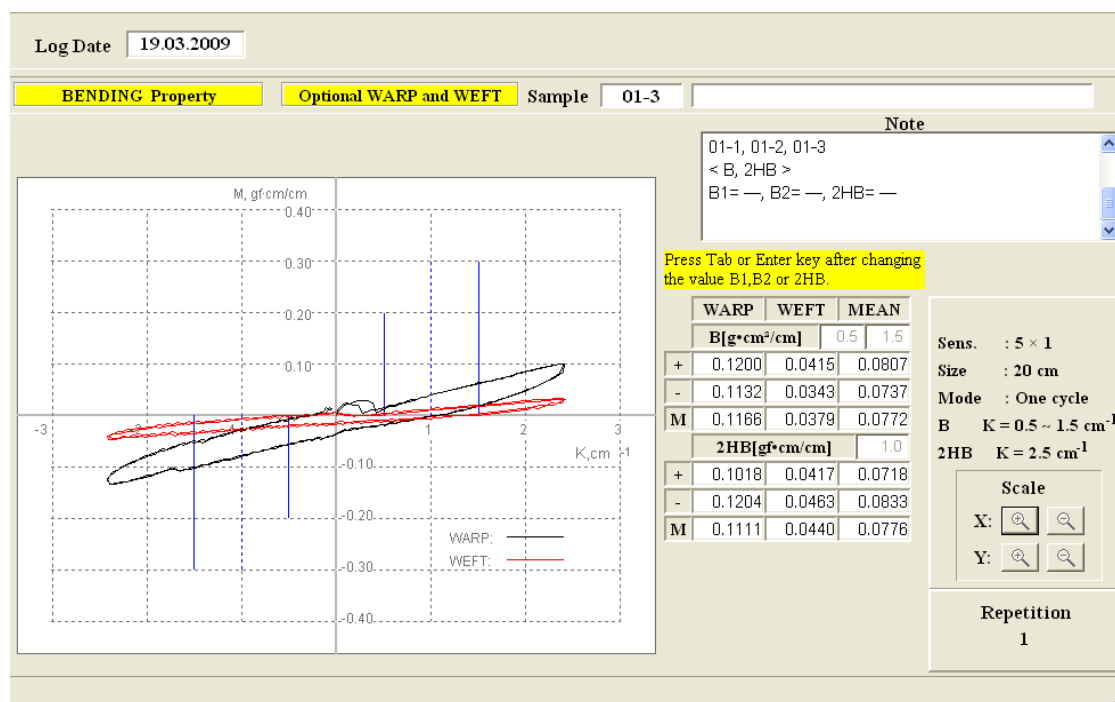 Log Date 19.03.2009
BENDING Property Optional WARP and WEFT Sample 01-3
Note
01-1, 01-2, 01-3
< B, 2HB >
B1= —, B2= —, 2HB= —
M, gf·cm/cm
0.40
0.30
0.20
0.10
-3 -2 -1 1 2 3
K,cm -1
-0.10
-0.20
-0.30
-0.40
WARP:
WEFT:
Press Tab or Enter key after changing
the value B1,B2 or 2HB.
WARP WEFT MEAN
B[g•cm²/cm] 0.5 1.5
+ 0.1200 0.0415 0.0807
- 0.1132 0.0343 0.0737
M 0.1166 0.0379 0.0772
2HB[gf•cm/cm] 1.0
+ 0.1018 0.0417 0.0718
- 0.1204 0.0463 0.0833
M 0.1111 0.0440 0.0776
Sens. : 5 × 1
Size : 20 cm
Mode : One cycle
B K = 0.5 ~ 1.5 cm-1
2HB K = 2.5 cm-1
Scale
X:
Y:
Repetition
1